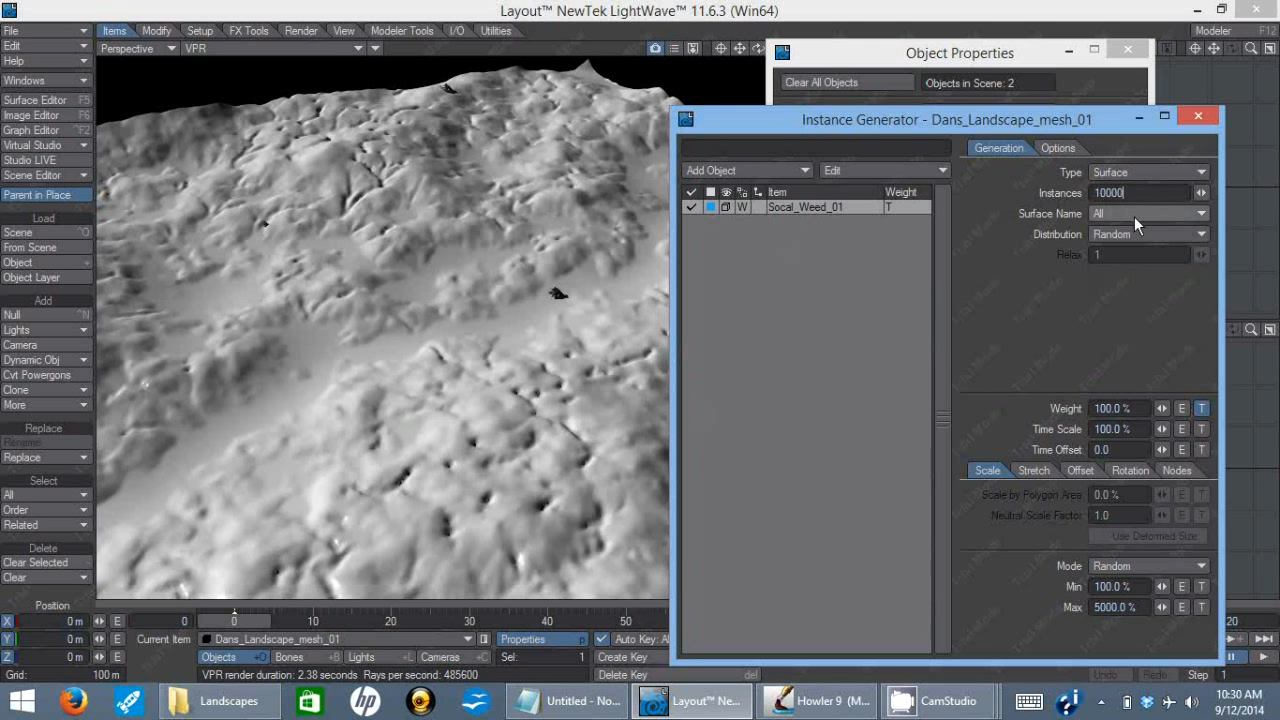 Layout™ NewTek LightWave™ 11.6.3 (Win64)
File
Items Modify Setup FX Tools Render View Modeler Tools I/O Utilities
Modeler F12
Edit
Perspective VPR
Help
Windows
Surface Editor F5
Image Editor F6
Graph Editor ^F2
Virtual Studio
Studio LIVE
Scene Editor
Parent in Place
Load
Scene ^O
From Scene
Object +
Object Layer
Add
Null ^N
Lights
Camera
Dynamic Obj
Cvt Powergons
Clone
More
Replace
Rename
Replace
Select
All
Order
Related
Delete
Clear Selected -
Clear
Object Properties
Clear All Objects Objects in Scene: 2
Instance Generator - Dans_Landscape_mesh_01
Add Object Edit
Item Weight
Socal_Weed_01 T
W
Generation Options
Type Surface
Instances 10000
Surface Name All
Distribution Random
Relax 1
Weight 100.0 % E T
Time Scale 100.0 % E T
Time Offset 0.0 E T
Scale Stretch Offset Rotation Nodes
Scale by Polygon Area 0.0 % E T
Neutral Scale Factor 1.0 E T
Use Deformed Size
Mode Random
Min 100.0 % E T
Max 5000.0 % E T
Position
X 0 m E
Y 0 m E
Z 0 m E
Grid: 100 m
0 0 10 20 30 40 50
120
Current Item Dans_Landscape_mesh_01 Properties p
Auto Key:
Objects +O Bones +B Lights +L Cameras +C Sel: 1
Create Key
VPR render duration: 2.38 seconds Rays per second: 485600
Delete Key del
Undo Redo Step 1
Landscapes
Untitled - No...
Layout™ Ne...
Howler 9 (M...
CamStudio
10:30 AM
9/12/2014